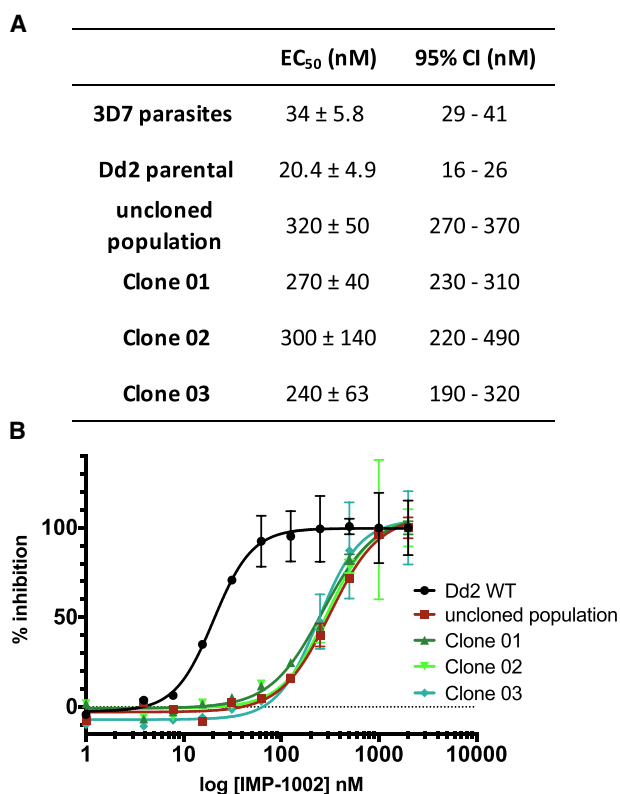 A
EC50 (nM) 95% CI (nM)
3D7 parasites 34 ± 5.8 29 - 41
Dd2 parental 20.4 ± 4.9 16 - 26
uncloned
population 320 ± 50 270 - 370
Clone 01 270 ± 40 230 - 310
Clone 02 300 ± 140 220 - 490
Clone 03 240 ± 63 190 - 320
B
% inhibition
100
50
0
1 10 100 1000 10000
log [IMP-1002] nM
Dd2 WT
uncloned population
Clone 01
Clone 02
Clone 03